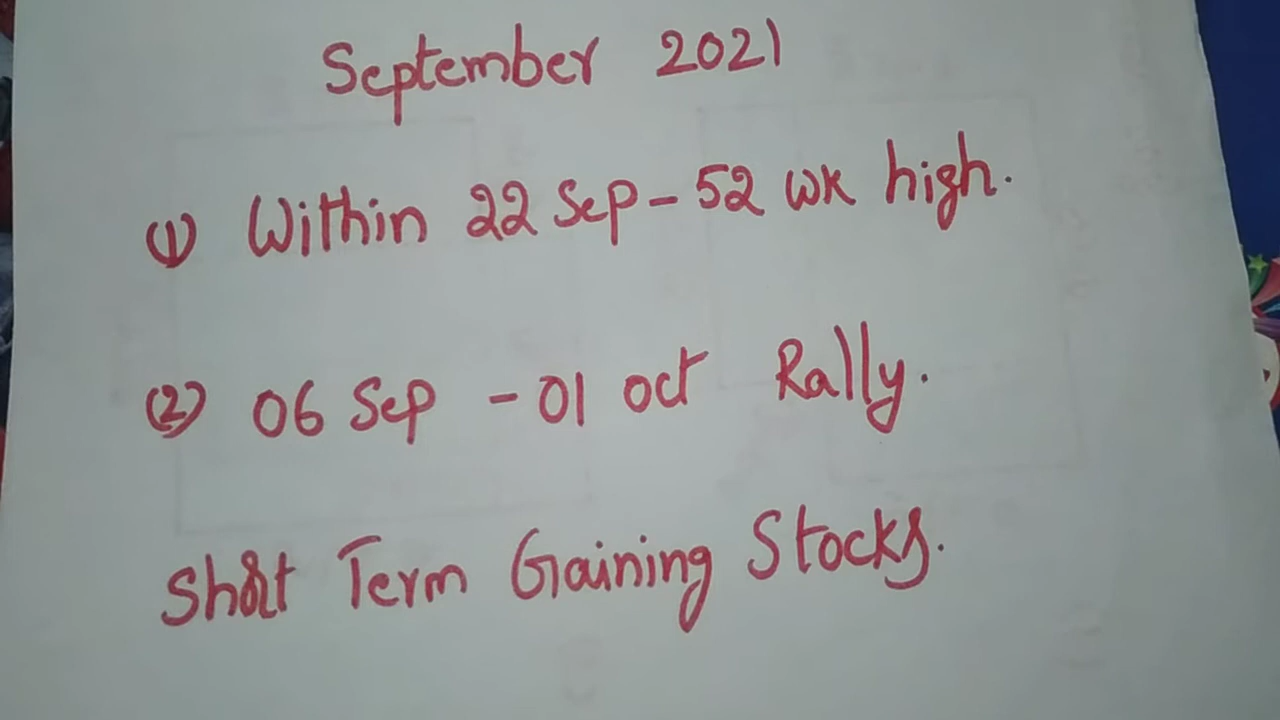 September 2021
(1) Within 22 Sep - 52 wk high.
(2) 06 Sep - 01 oct Rally.
Short Term Gaining Stocks.